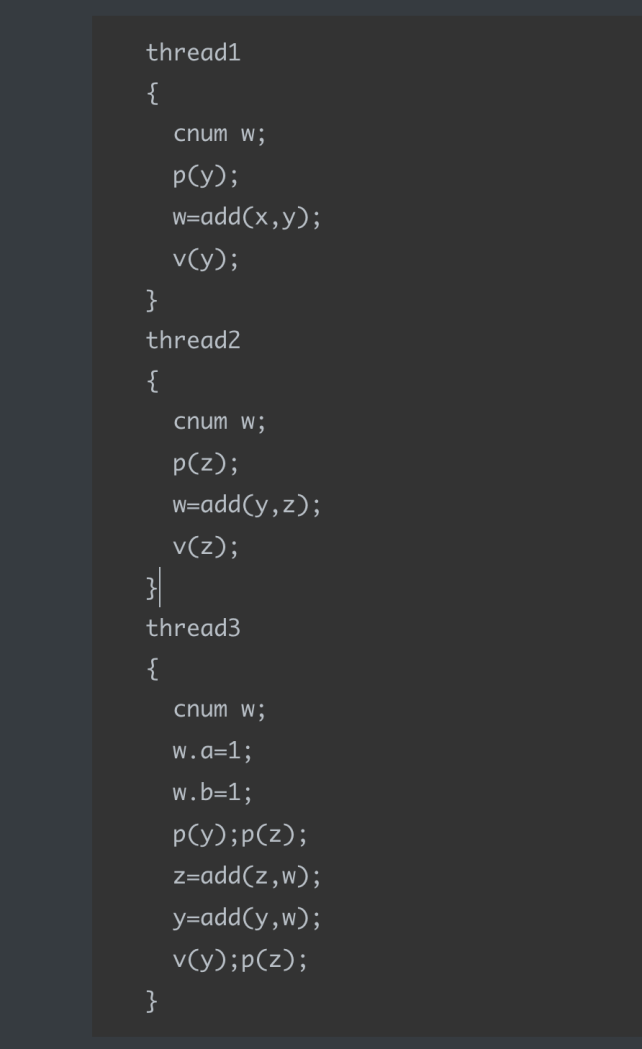 thread1
{
cnum w;
p(y);
w=add(x,y);
v(y);
}
thread2
{
cnum w;
p(z);
w=add(y,z);
v(z);
}
thread3
{
cnum w;
w.a=1;
w.b=1;
p(y);p(z);
z=add(z,w);
y=add(y,w);
v(y);p(z);
}